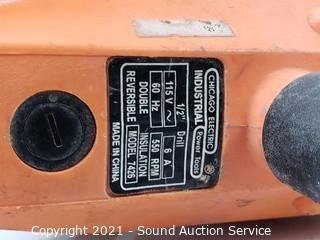 CHICAGO ELECTRIC
INDUSTRIAL Power Tools
1/2" Drill
115 V ~ 6 A
60 Hz 550 RPM
DOUBLE INSULATION
REVERSIBLE MODEL 7426
MADE IN CHINA
Copyright 2021 - Sound Auction Service